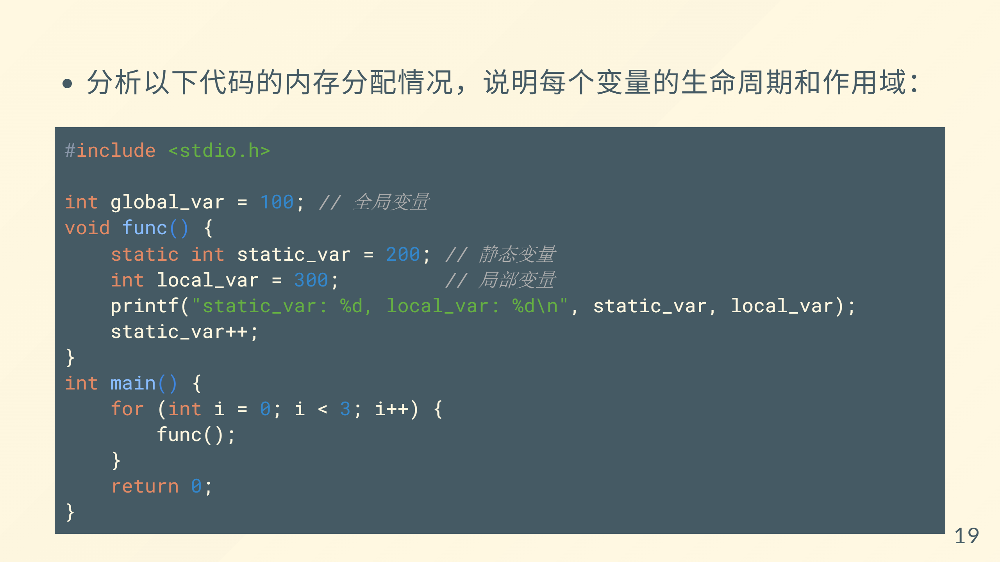 • 分析以下代码的内存分配情况，说明每个变量的生命周期和作用域：
#include <stdio.h>

int global_var = 100; // 全局变量
void func() {
    static int static_var = 200; // 静态变量
    int local_var = 300;         // 局部变量
    printf("static_var: %d, local_var: %d\n", static_var, local_var);
    static_var++;
}
int main() {
    for (int i = 0; i < 3; i++) {
        func();
    }
    return 0;
}
19